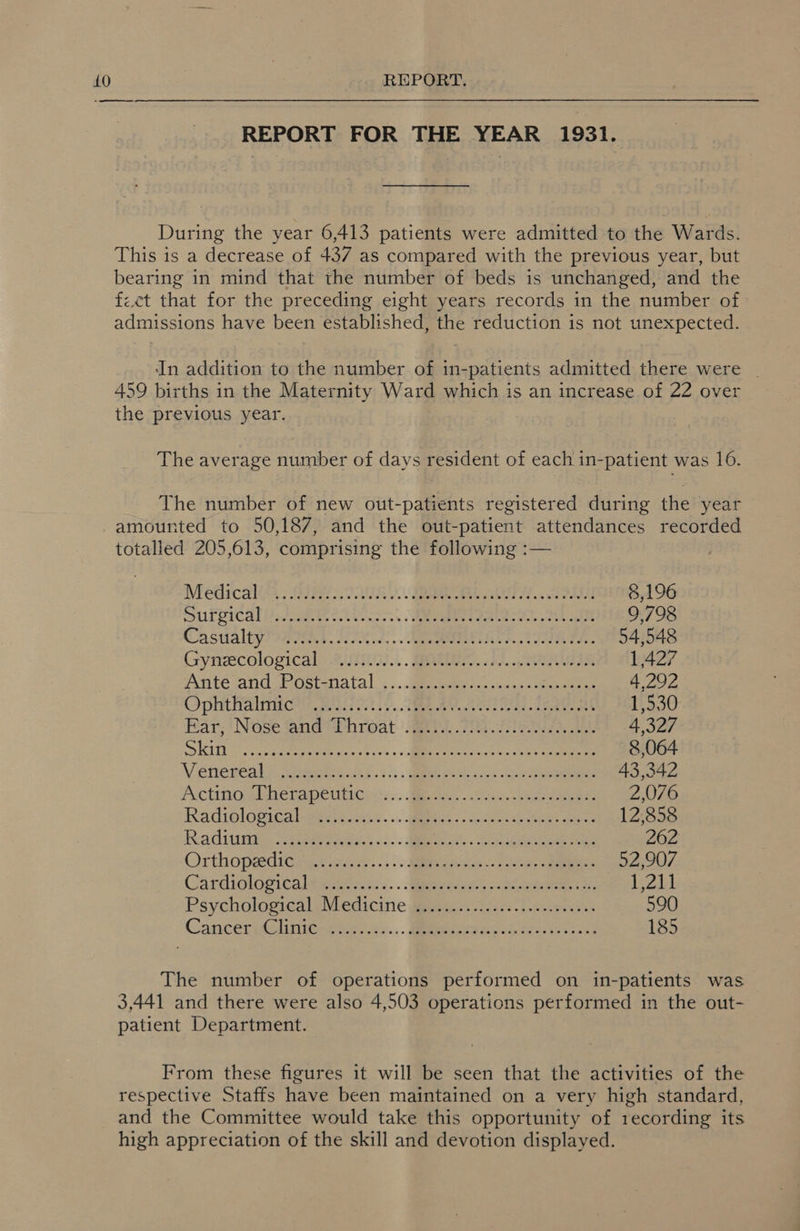 10 REPORT.
REPORT FOR THE YEAR 1931.
During the year 6,413 patients were admitted to the Wards.
This is a decrease of 437 as compared with the previous year, but
bearing in mind that the number of beds is unchanged, and the
fact that for the preceding eight years records in the number of
admissions have been established, the reduction is not unexpected.
In addition to the number of in-patients admitted there were
459 births in the Maternity Ward which is an increase of 22 over
the previous year.
The average number of days resident of each in-patient was 16.
The number of new out-patients registered during the year
amounted to 50,187, and the out-patient attendances recorded
totalled 205,613, comprising the following :—
Medical ........ 8,196
Surgical ........ 9,798
Casualty ........ 54,548
Gynæcological ........ 1,427
Ante and Post-natal ........ 4,292
Ophthalmic ........ 1,530
Ear, Nose and Throat ........ 4,327
Skin ........ 8,064
Venereal ........ 43,342
Actino Therapeutic ........ 2,076
Radiological ........ 12,858
Radium ........ 262
Orthopædic ........ 52,907
Cardiological ........ 1,211
Psychological Medicine ........ 590
Cancer Clinic ........ 185
The number of operations performed on in-patients was
3,441 and there were also 4,503 operations performed in the out-
patient Department.
From these figures it will be seen that the activities of the
respective Staffs have been maintained on a very high standard,
and the Committee would take this opportunity of recording its
high appreciation of the skill and devotion displayed.